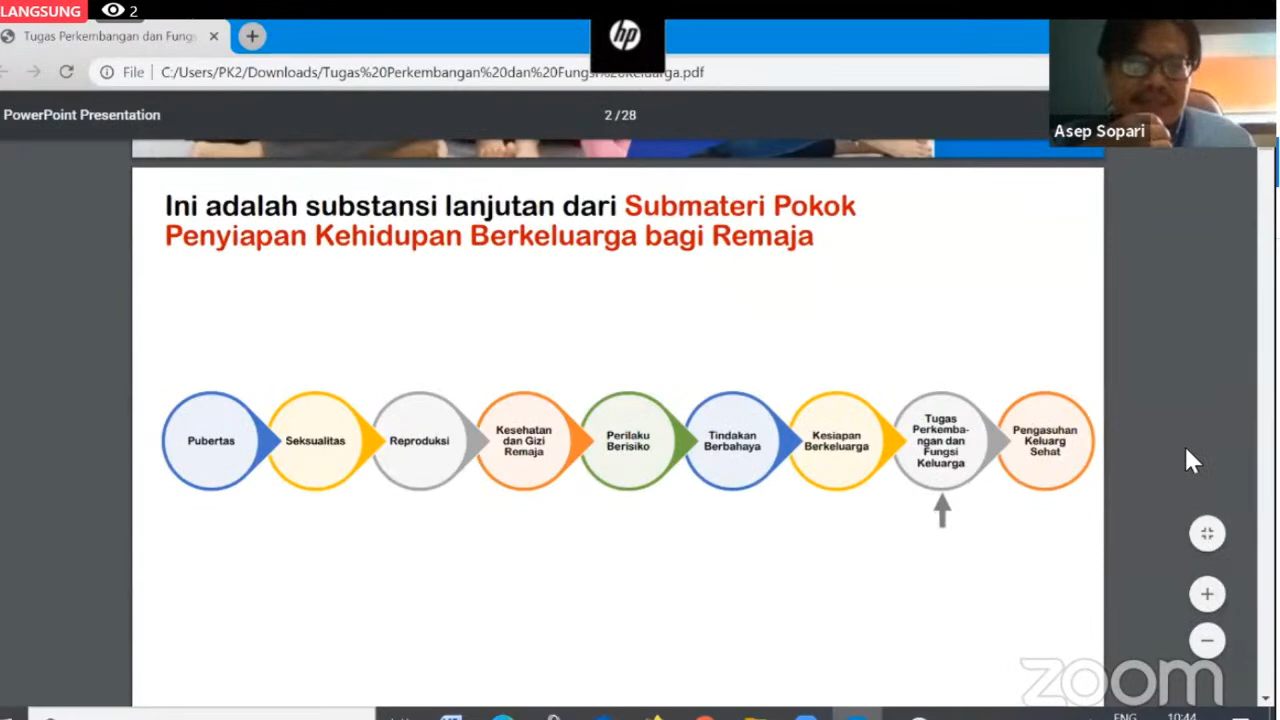 LANGSUNG 2
Tugas Perkembangan dan Fungs
hp
File C:/Users/PK2/Downloads/Tugas%20Perkembangan%20dan%20Fungsi%20Keluarga.pdf
PowerPoint Presentation
2 / 28
Asep Sopari
Ini adalah substansi lanjutan dari Submateri Pokok
Penyiapan Kehidupan Berkeluarga bagi Remaja
Pubertas
Seksualitas
Reproduksi
Kesehatan
dan Gizi
Remaja
Perilaku
Berisiko
Tindakan
Berbahaya
Kesiapan
Berkeluarga
Tugas
Perkemba-
ngan dan
Fungsi
Keluarga
Pengasuhan
Keluarg
Sehat
zoom
ENG
10:44